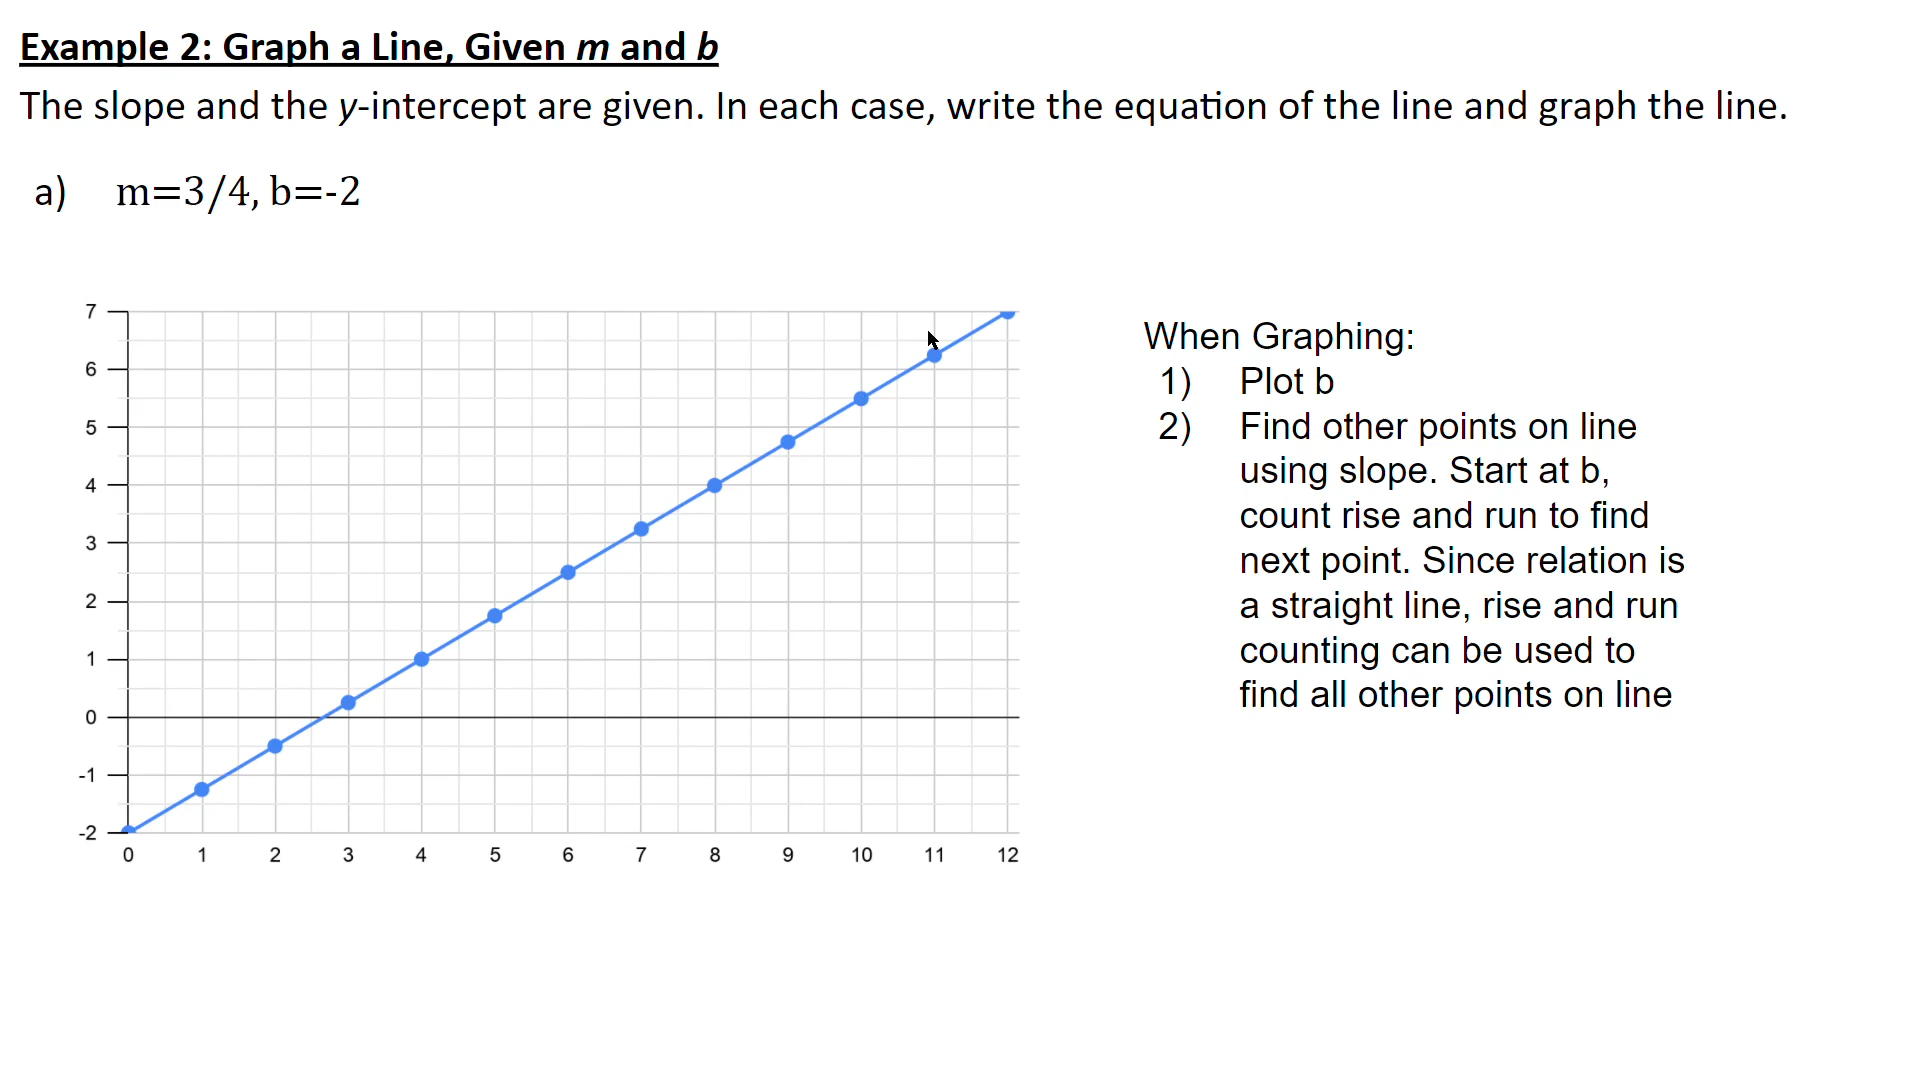 Example 2: Graph a Line, Given m and b
The slope and the y-intercept are given. In each case, write the equation of the line and graph the line.
a) m=3/4, b=-2
7
6
5
4
3
2
1
0
-1
-2
0 1 2 3 4 5 6 7 8 9 10 11 12
When Graphing:
1) Plot b
2) Find other points on line
using slope. Start at b,
count rise and run to find
next point. Since relation is
a straight line, rise and run
counting can be used to
find all other points on line